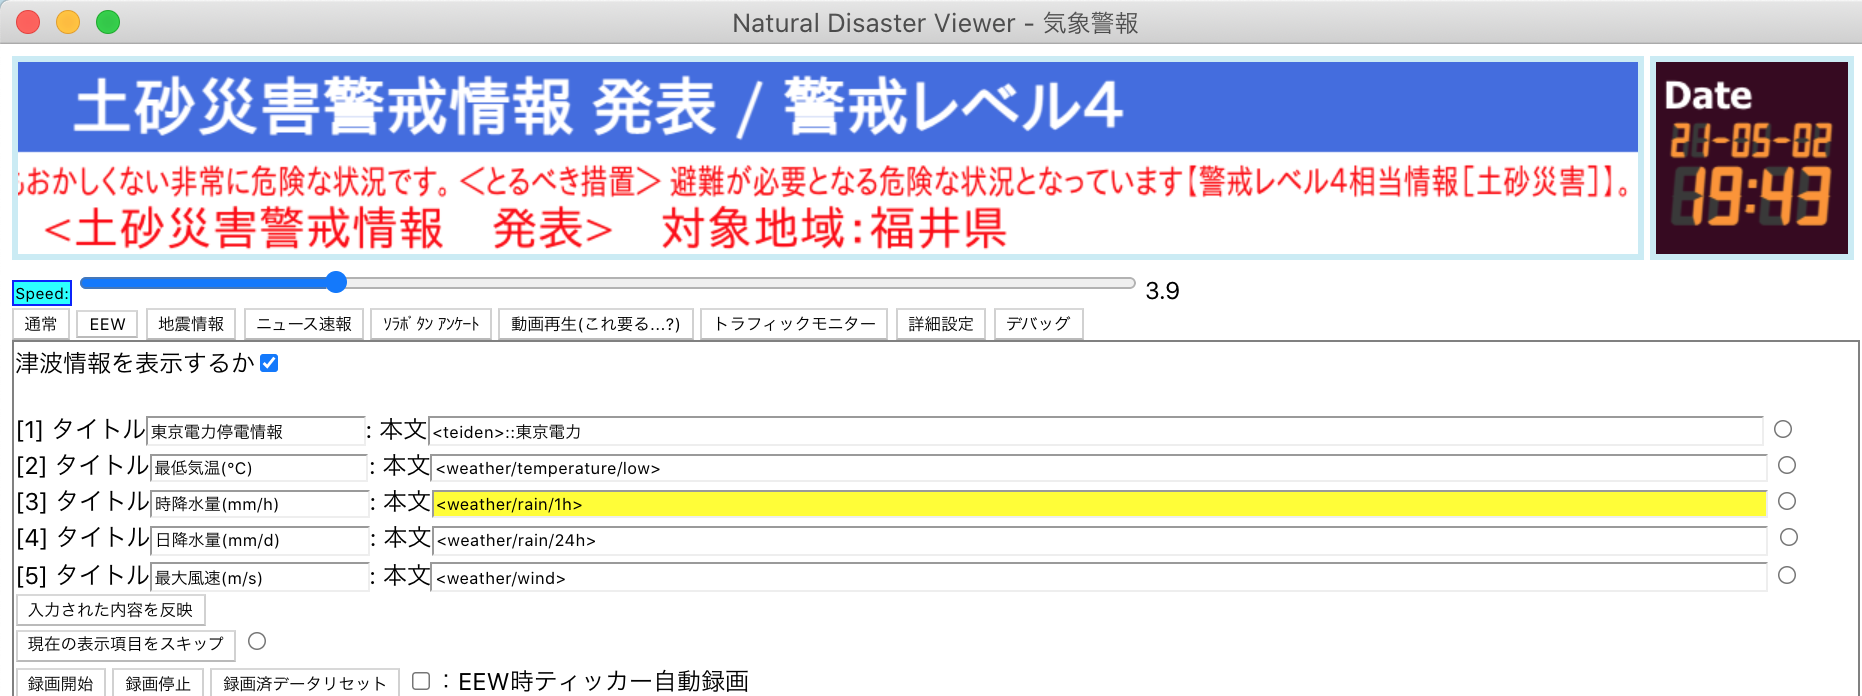 Natural Disaster Viewer - 気象警報
土砂災害警戒情報 発表 / 警戒レベル4
おかしくない非常に危険な状況です。<とるべき措置> 避難が必要となる危険な状況となっています【警戒レベル4相当情報[土砂災害]】。
<土砂災害警戒情報　発表>　対象地域:福井県
Date
21-05-02
19:43
Speed: 3.9
通常 EEW 地震情報 ニュース速報 ｿﾗﾎﾞﾀﾝ ｱﾝｹｰﾄ 動画再生(これ要る...?) トラフィックモニター 詳細設定 デバッグ
津波情報を表示するか
[1] タイトル 東京電力停電情報 : 本文 <teiden>::東京電力
[2] タイトル 最低気温(°C) : 本文 <weather/temperature/low>
[3] タイトル 時降水量(mm/h) : 本文 <weather/rain/1h>
[4] タイトル 日降水量(mm/d) : 本文 <weather/rain/24h>
[5] タイトル 最大風速(m/s) : 本文 <weather/wind>
入力された内容を反映
現在の表示項目をスキップ
録画開始 録画停止 録画済データリセット : EEW時ティッカー自動録画